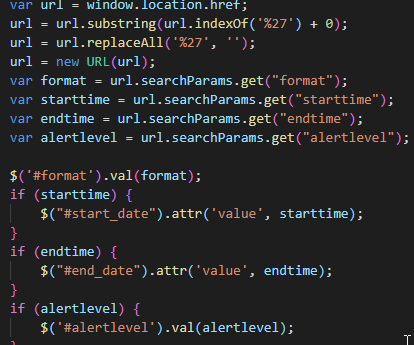 var url = window.location.href;
url = url.substring(url.indexOf('%27') + 0);
url = url.replaceAll('%27', '');
url = new URL(url);
var format = url.searchParams.get("format");
var starttime = url.searchParams.get("starttime");
var endtime = url.searchParams.get("endtime");
var alertlevel = url.searchParams.get("alertlevel");
$('#format').val(format);
if (starttime) {
$("#start_date").attr('value', starttime);
}
if (endtime) {
$("#end_date").attr('value', endtime);
}
if (alertlevel) {
$('#alertlevel').val(alertlevel);
}